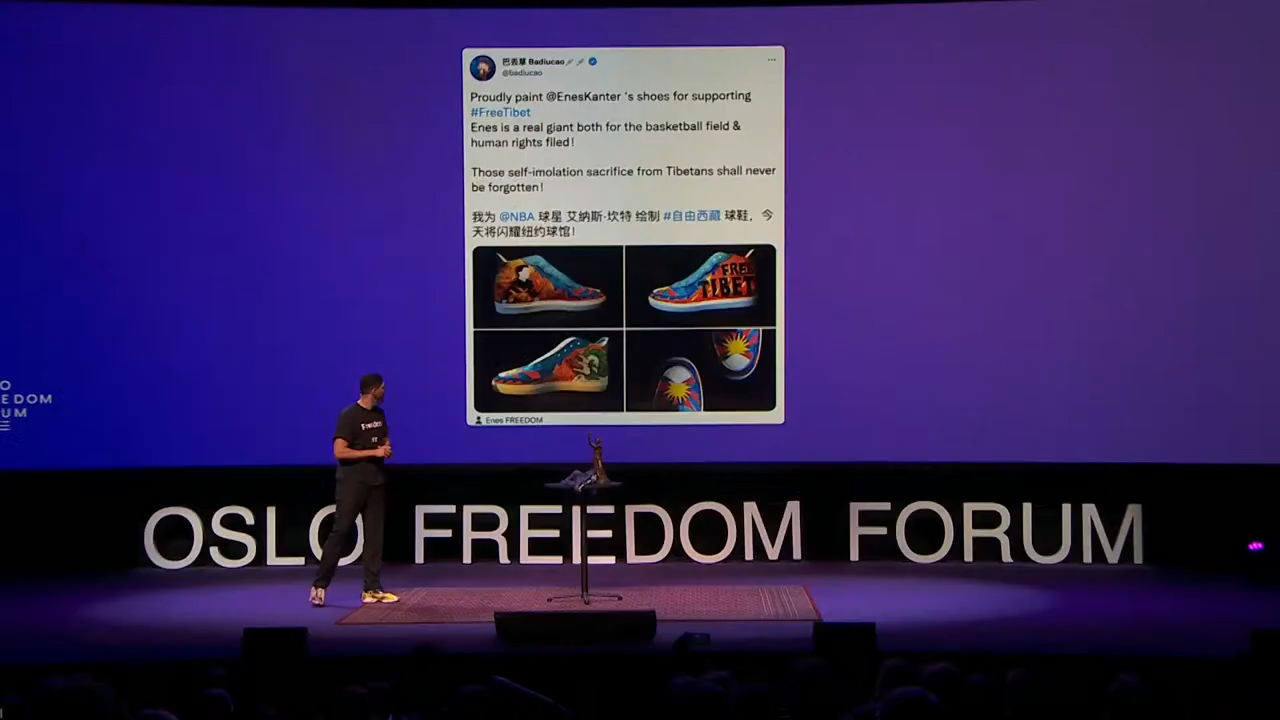 巴丢草 Badiucao
@badiucao
Proudly paint @EnesKanter 's shoes for supporting
#FreeTibet
Enes is a real giant both for the basketball field &
human rights filed!
Those self-imolation sacrifice from Tibetans shall never
be forgotten!
我为 @NBA 球星 艾纳斯·坎特 绘制 #自由西藏 球鞋，今
天将闪耀纽约球馆!
FREE
TIBET
Enes FREEDOM
O
EDOM
UM
E
OSLO FREEDOM FORUM